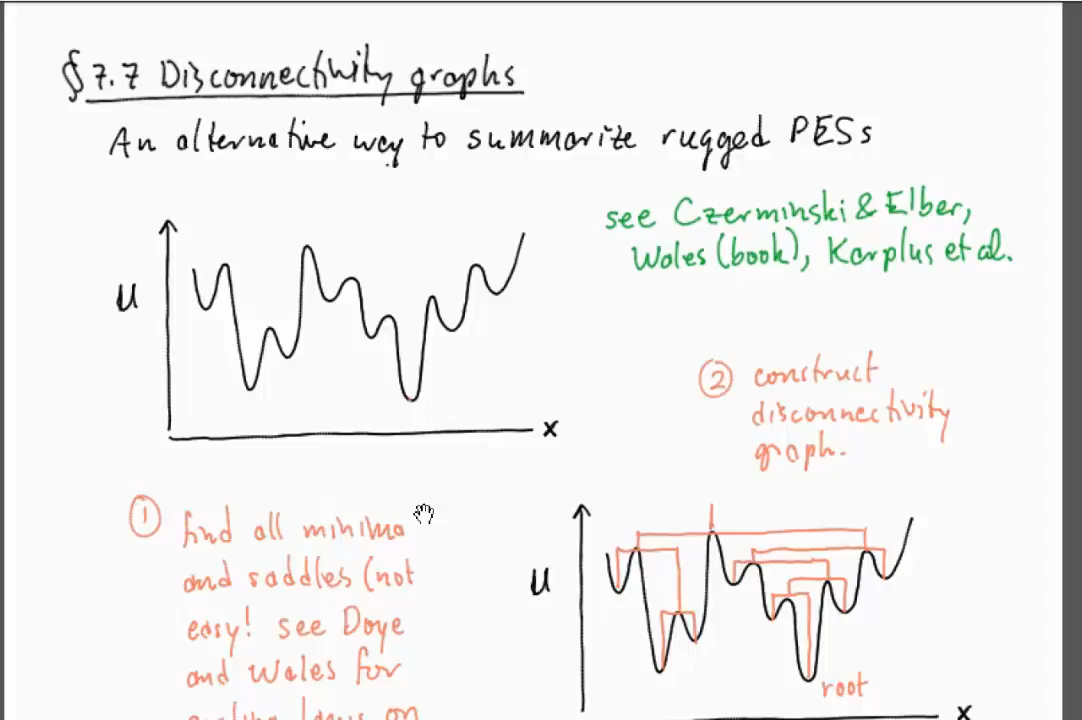 § 7.7 Disconnectivity graphs
An alternative way to summarize rugged PESs
see Czerminski & Elber,
Wales (book), Karplus et al.
U
x
② construct
disconnectivity
graph.
① find all minima
and saddles (not
easy! see Doye
and Wales for
U
root
on
x